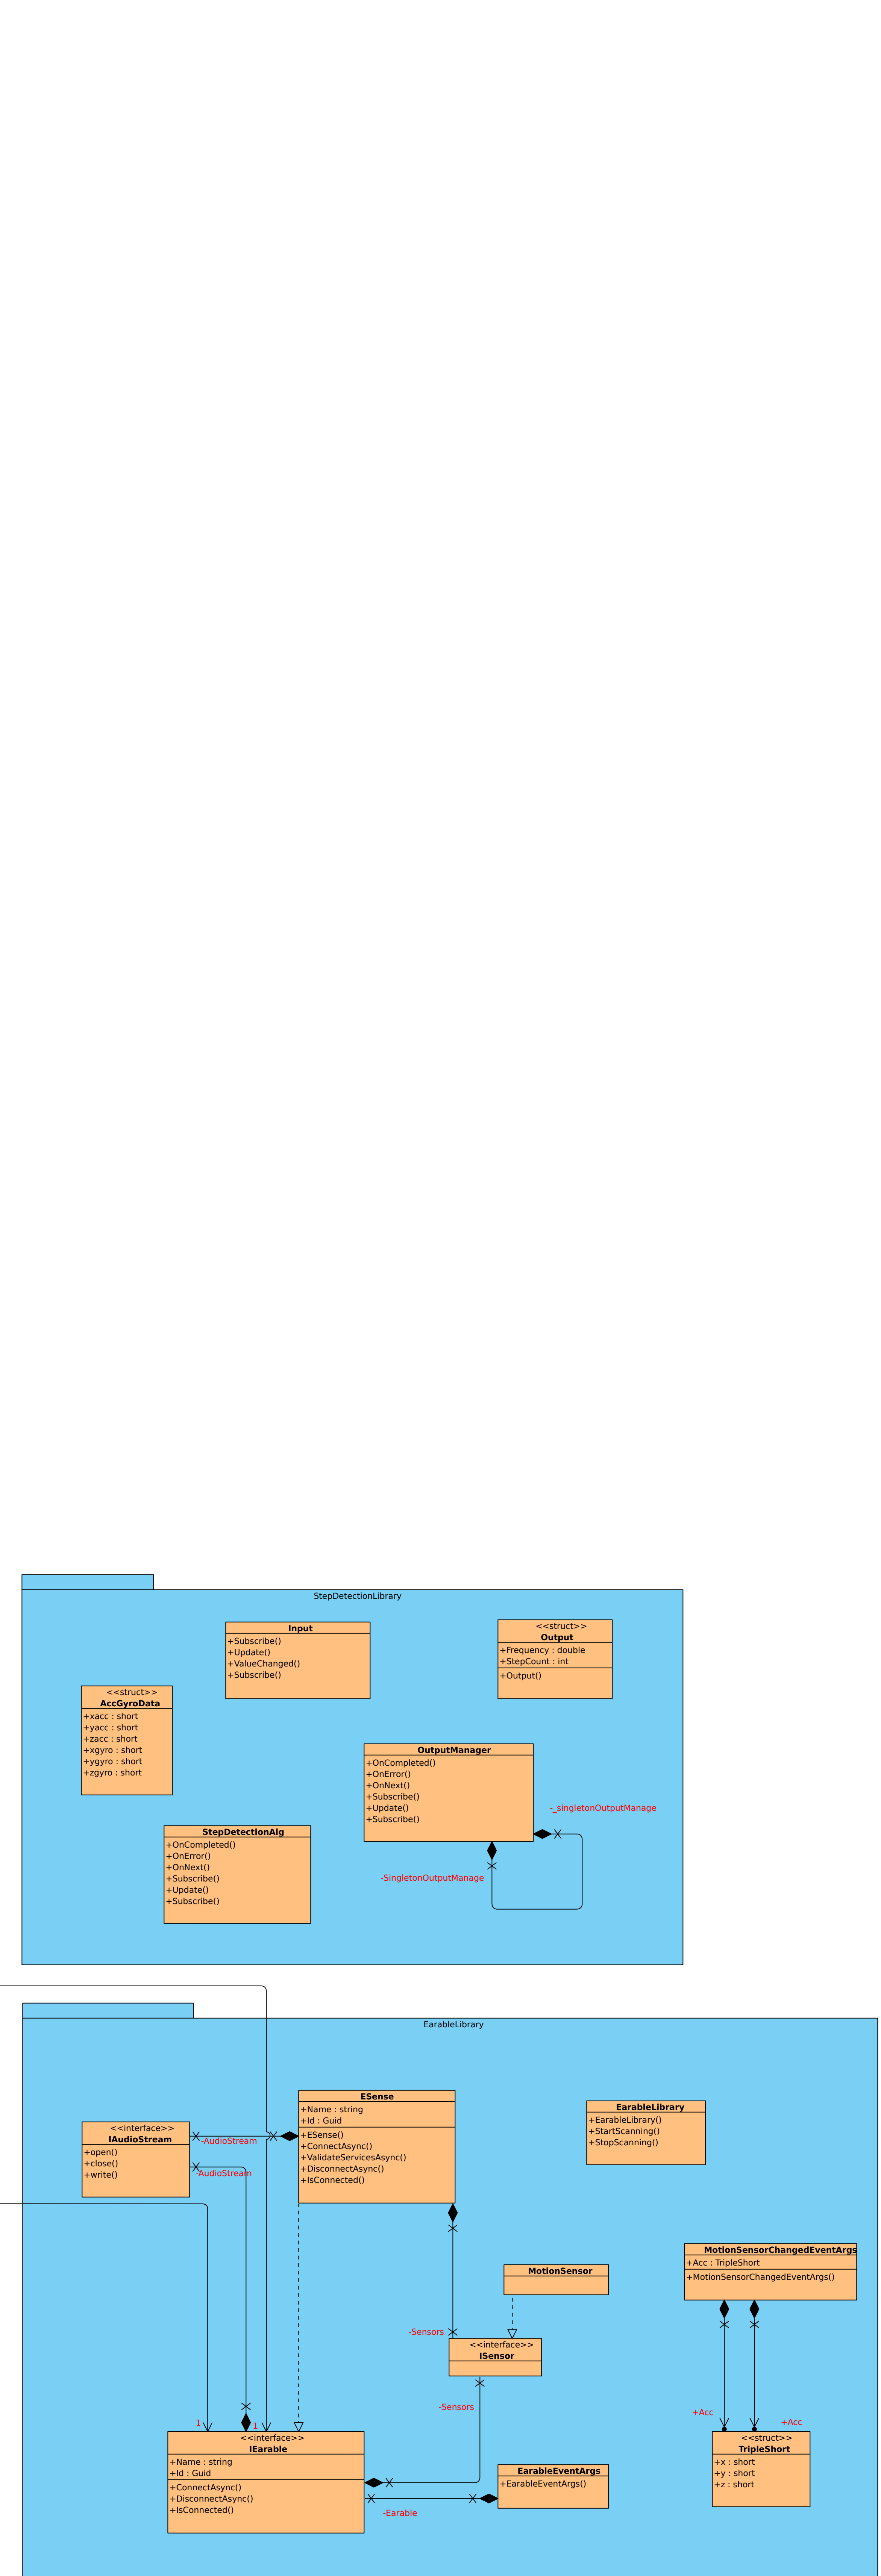 StepDetectionLibrary
Input
+Subscribe()
+Update()
+ValueChanged()
+Subscribe()
<<struct>>
Output
+Frequency : double
+StepCount : int
+Output()
<<struct>>
AccGyroData
+xacc : short
+yacc : short
+zacc : short
+xgyro : short
+ygyro : short
+zgyro : short
OutputManager
+OnCompleted()
+OnError()
+OnNext()
+Subscribe()
+Update()
+Subscribe()
-_singletonOutputManage
-SingletonOutputManage
StepDetectionAlg
+OnCompleted()
+OnError()
+OnNext()
+Subscribe()
+Update()
+Subscribe()
EarableLibrary
ESense
+Name : string
+Id : Guid
+ESense()
+ConnectAsync()
+ValidateServicesAsync()
+DisconnectAsync()
+IsConnected()
EarableLibrary
+EarableLibrary()
+StartScanning()
+StopScanning()
<<interface>>
IAudioStream
+open()
+close()
+write()
-AudioStream
-AudioStream
MotionSensorChangedEventArgs
+Acc : TripleShort
+MotionSensorChangedEventArgs()
MotionSensor
-Sensors
<<interface>>
ISensor
-Sensors
+Acc
+Acc
1
1
<<interface>>
IEarable
+Name : string
+Id : Guid
+ConnectAsync()
+DisconnectAsync()
+IsConnected()
<<struct>>
TripleShort
+x : short
+y : short
+z : short
EarableEventArgs
+EarableEventArgs()
-Earable